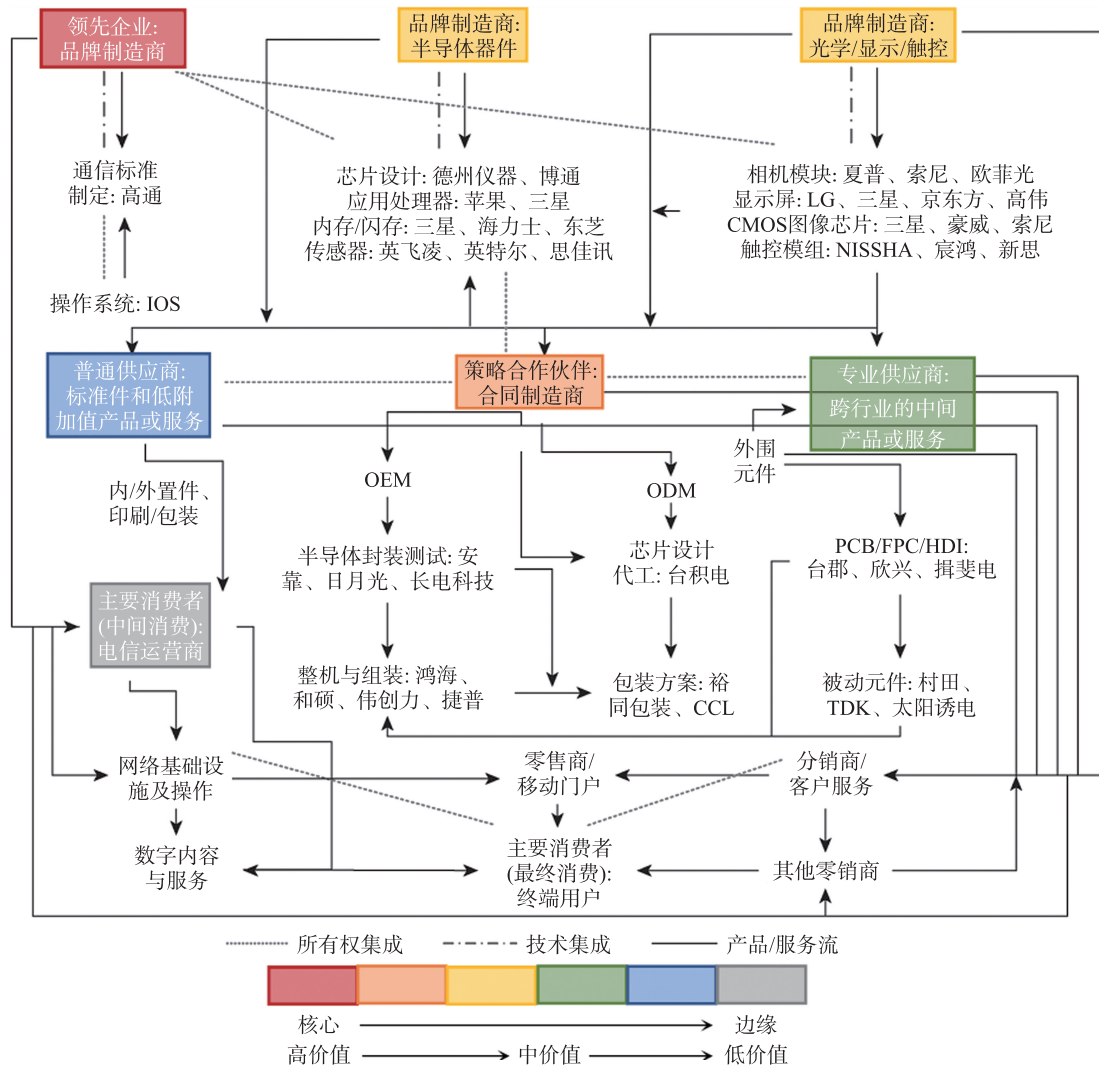 领先企业:
品牌制造商
品牌制造商:
半导体器件
品牌制造商:
光学/显示/触控
通信标准
制定: 高通
操作系统: IOS
芯片设计: 德州仪器、博通
应用处理器: 苹果、三星
内存/闪存: 三星、海力士、东芝
传感器: 英飞凌、英特尔、思佳讯
相机模块: 夏普、索尼、欧菲光
显示屏: LG、三星、京东方、高伟
CMOS图像芯片: 三星、豪威、索尼
触控模组: NISSHA、宸鸿、新思
普通供应商:
标准件和低附
加值产品或服务
策略合作伙伴:
合同制造商
专业供应商:
跨行业的中间
产品或服务
外围
元件
内/外置件、
印刷/包装
OEM
ODM
半导体封装测试: 安
靠、日月光、长电科技
芯片设计
代工: 台积电
PCB/FPC/HDI:
台郡、欣兴、揖斐电
主要消费者
(中间消费):
电信运营商
整机与组装: 鸿海、
和硕、伟创力、捷普
包装方案: 裕
同包装、CCL
被动元件: 村田、
TDK、太阳诱电
网络基础设
施及操作
零售商/
移动门户
分销商/
客户服务
数字内容
与服务
主要消费者
(最终消费):
终端用户
其他零销商
所有权集成
技术集成
产品/服务流
核心
边缘
高价值
中价值
低价值